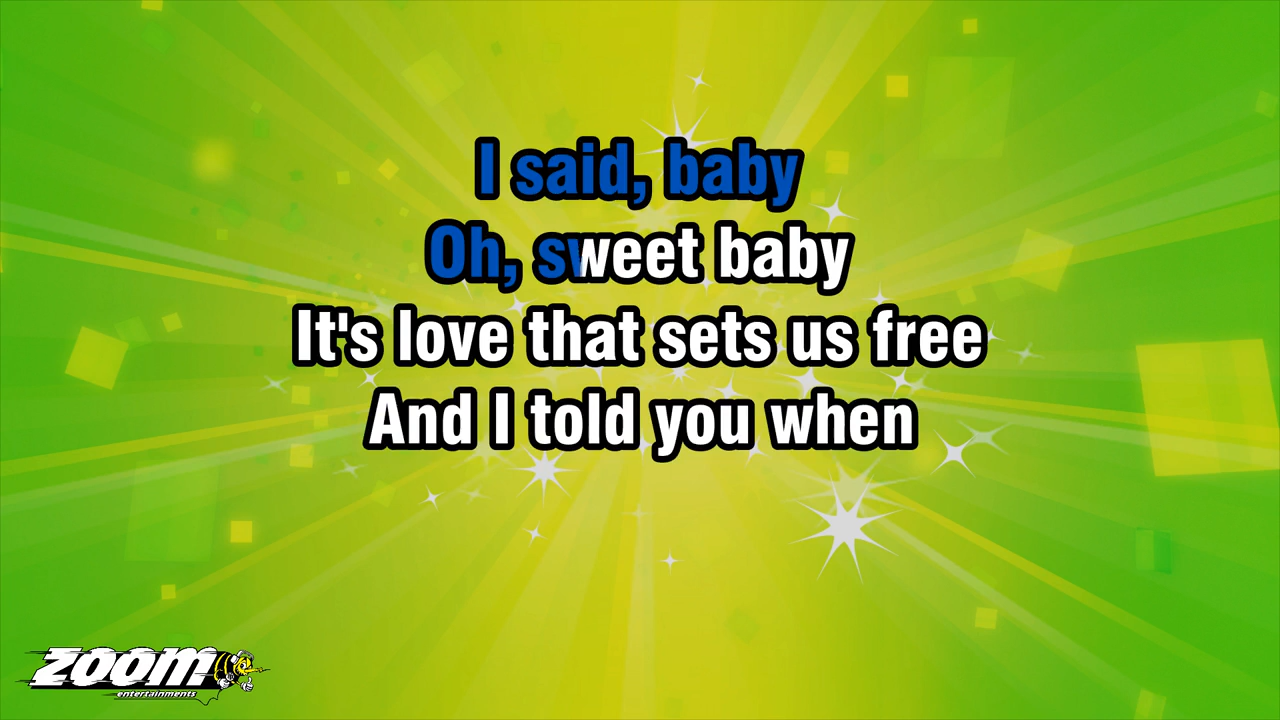 I said, baby
Oh, sweet baby
It's love that sets us free
And I told you when
zoom
entertainments